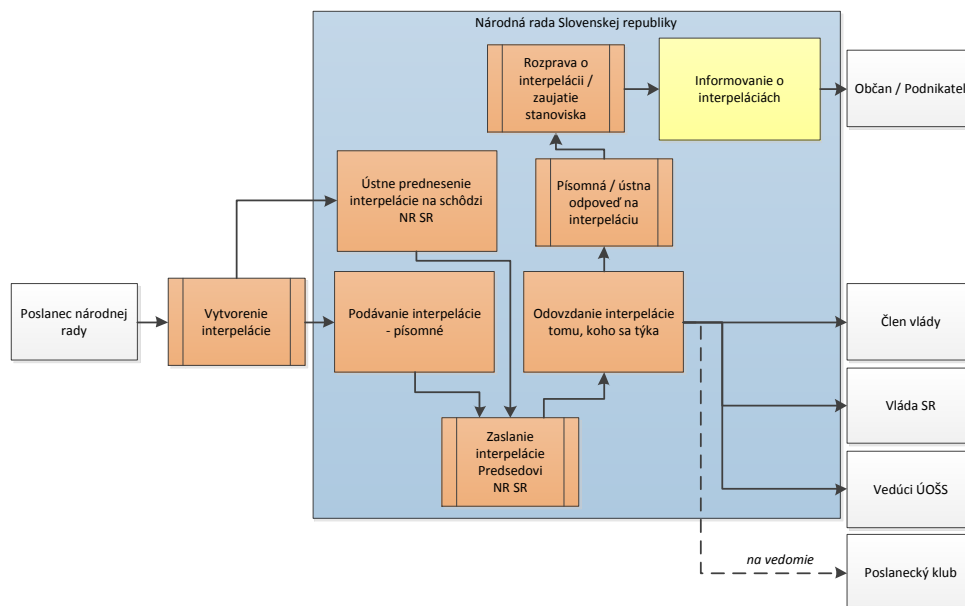 Národná rada Slovenskej republiky
Rozprava o
interpelácii /
zaujatie
stanoviska
Informovanie o
interpeláciách
Občan / Podnikateľ
Ústne prednesenie
interpelácie na schôdzi
NR SR
Písomná / ústna
odpoveď na
interpeláciu
Poslanec národnej
rady
Vytvorenie
interpelácie
Podávanie interpelácie
- písomné
Odovzdanie interpelácie
tomu, koho sa týka
Člen vlády
Vláda SR
Zaslanie
interpelácie
Predsedovi
NR SR
Vedúci ÚOŠS
na vedomie
Poslanecký klub